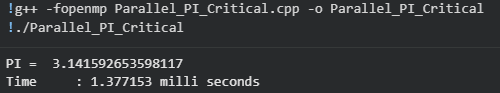 !g++ -fopenmp Parallel_PI_Critical.cpp -o Parallel_PI_Critical
!./Parallel_PI_Critical
PI =  3.141592653598117
Time     : 1.377153 milli seconds